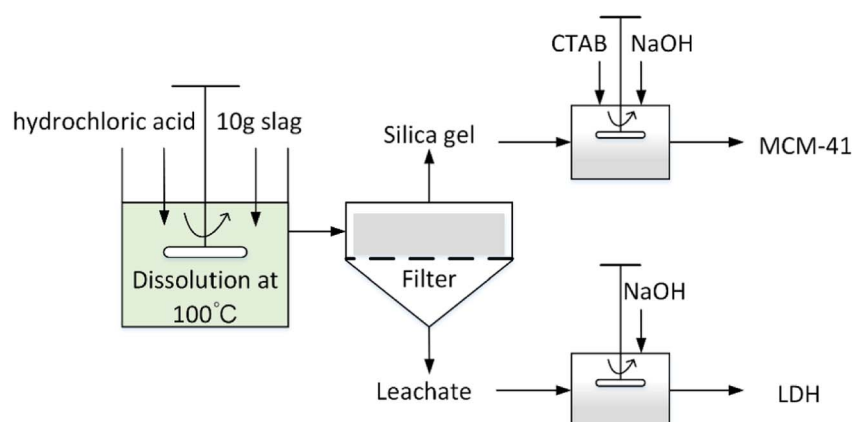 CTAB NaOH
hydrochloric acid 10g slag
Silica gel
MCM-41
Dissolution at
100°C
Filter
NaOH
Leachate
LDH